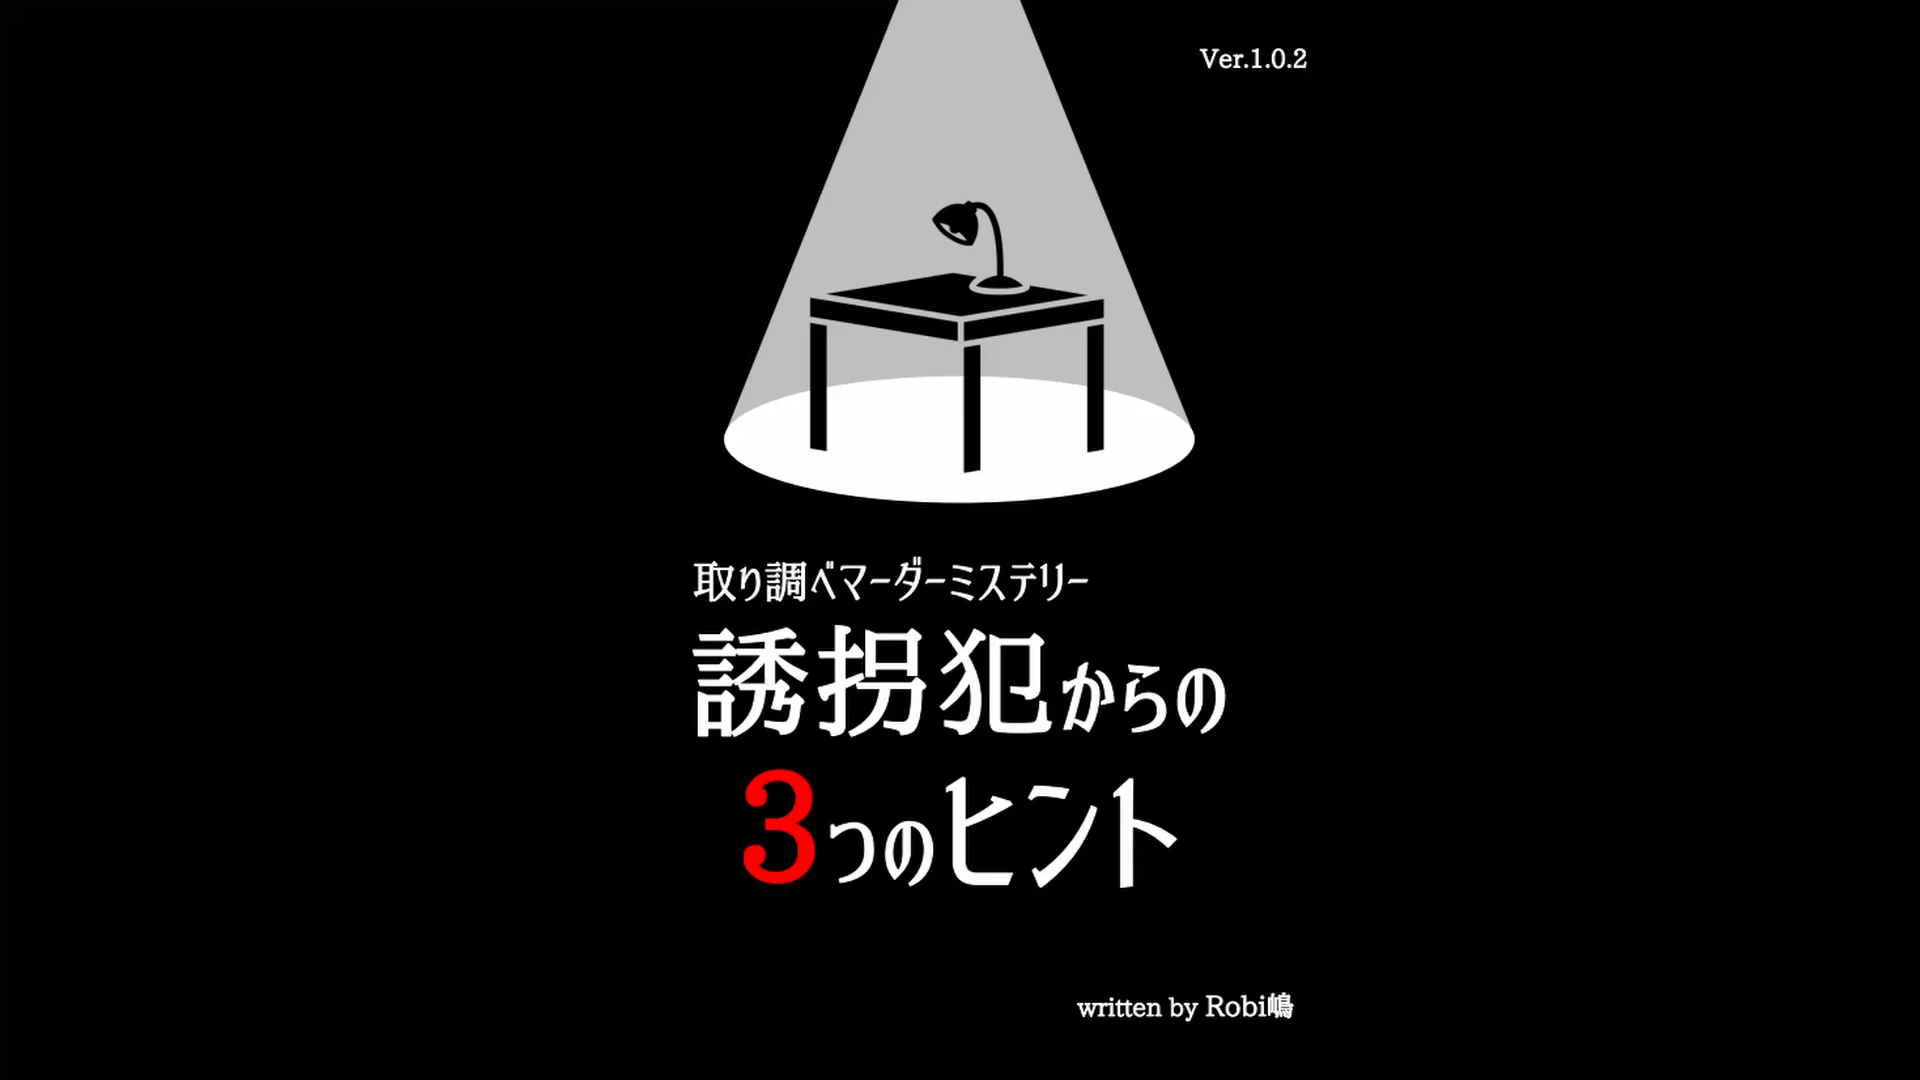 Ver.1.0.2
取り調べマーダーミステリー
誘拐犯からの
3つのヒント
written by Robi嶋